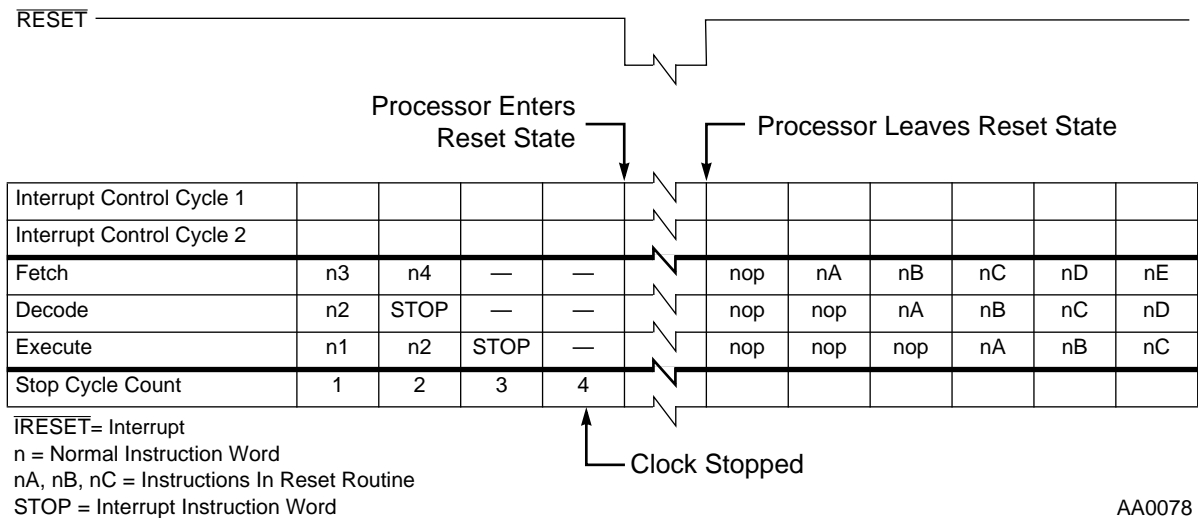 RESET
Processor Enters
Reset State
Processor Leaves Reset State
Interrupt Control Cycle 1
Interrupt Control Cycle 2
Fetch n3 n4 — — nop nA nB nC nD nE
Decode n2 STOP — — nop nop nA nB nC nD
Execute n1 n2 STOP — nop nop nop nA nB nC
Stop Cycle Count 1 2 3 4
IRESET= Interrupt
n = Normal Instruction Word
nA, nB, nC = Instructions In Reset Routine
STOP = Interrupt Instruction Word
Clock Stopped
AA0078